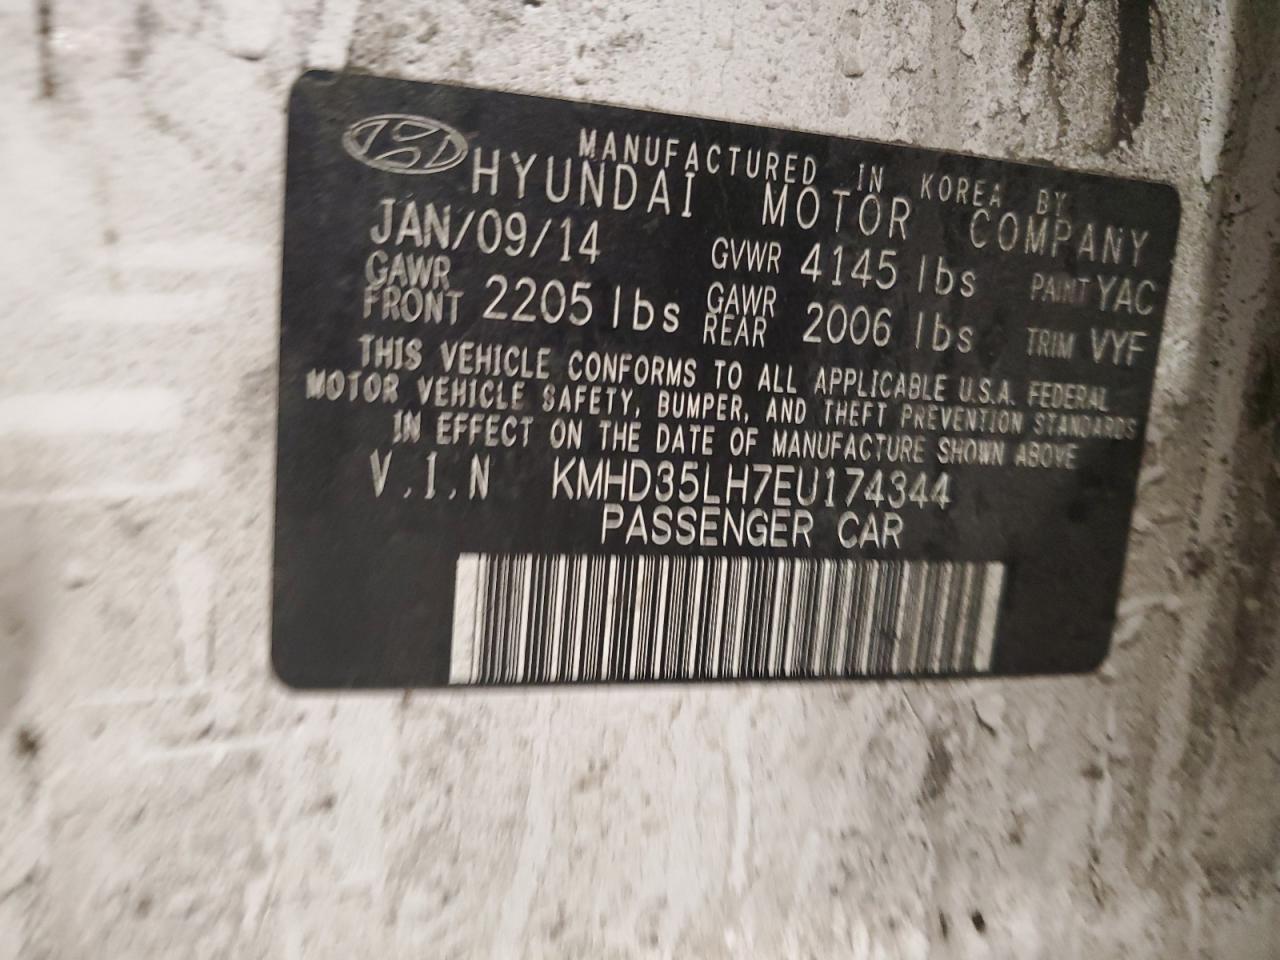 MANUFACTURED IN KOREA BY
HYUNDAI MOTOR COMPANY
JAN/09/14 GVWR 4145 lbs PAINT YAC
GAWR FRONT 2205 lbs GAWR REAR 2006 lbs TRIM VYF
THIS VEHICLE CONFORMS TO ALL APPLICABLE U.S.A. FEDERAL
MOTOR VEHICLE SAFETY, BUMPER, AND THEFT PREVENTION STANDARDS
IN EFFECT ON THE DATE OF MANUFACTURE SHOWN ABOVE
V.I.N KMHD35LH7EU174344
PASSENGER CAR